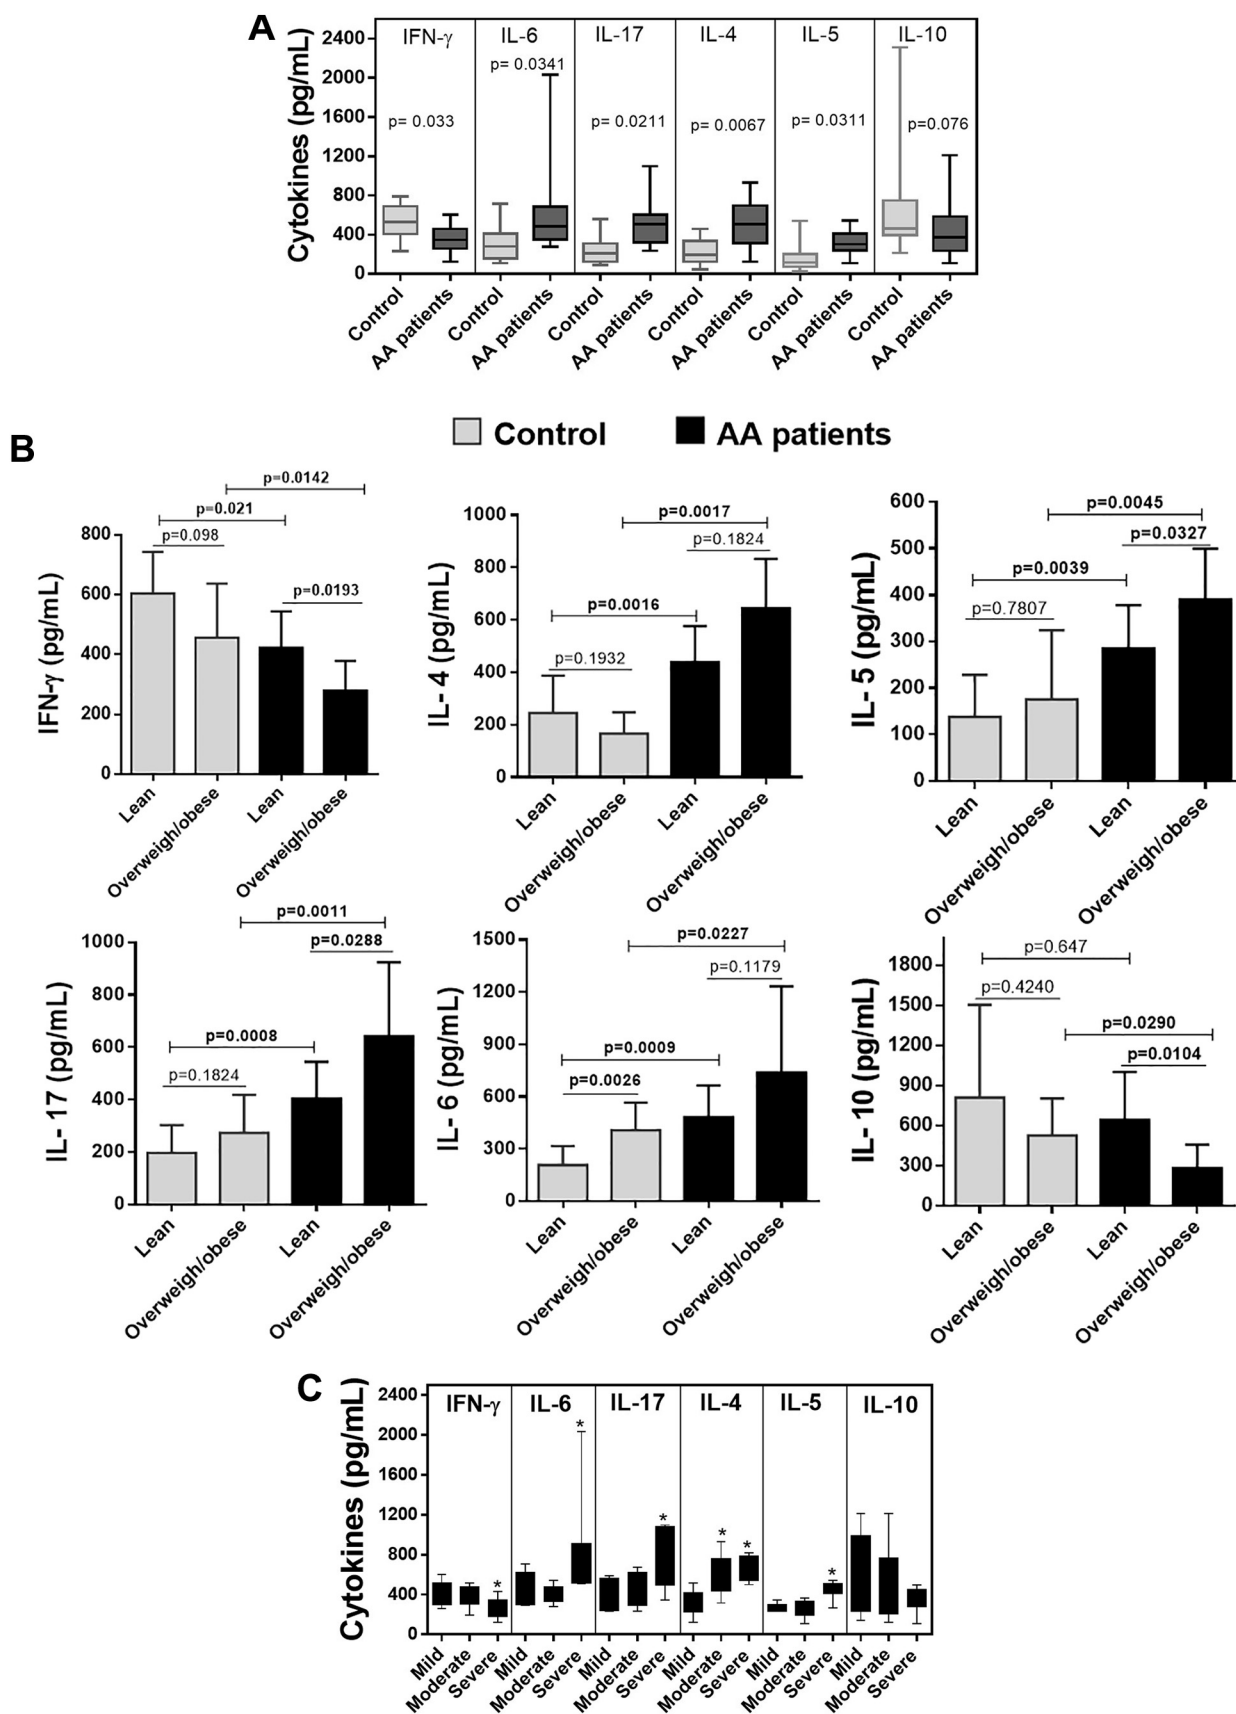 A
Cytokines (pg/mL)
2400
2000
1600
1200
800
400
0
IFN-γ
IL-6
IL-17
IL-4
IL-5
IL-10
p= 0.033
p= 0.0341
p= 0.0211
p= 0.0067
p= 0.0311
p=0.076
Control
AA patients
Control
AA patients
Control
AA patients
Control
AA patients
Control
AA patients
Control
AA patients
B
Control
AA patients
IFN-γ (pg/mL)
800
600
400
200
0
p=0.0142
p=0.021
p=0.098
p=0.0193
Lean
Overweigh/obese
Lean
Overweigh/obese
IL- 4 (pg/mL)
1000
800
600
400
200
0
p=0.0017
p=0.1824
p=0.0016
p=0.1932
Lean
Overweigh/obese
Lean
Overweigh/obese
IL- 5 (pg/mL)
600
500
400
300
200
100
0
p=0.0045
p=0.0327
p=0.0039
p=0.7807
Lean
Overweigh/obese
Lean
Overweigh/obese
IL- 17 (pg/mL)
1000
800
600
400
200
0
p=0.0011
p=0.0288
p=0.0008
p=0.1824
Lean
Overweigh/obese
Lean
Overweigh/obese
IL- 6 (pg/mL)
1500
1200
900
600
300
0
p=0.0227
p=0.1179
p=0.0009
p=0.0026
Lean
Overweigh/obese
Lean
Overweigh/obese
IL- 10 (pg/mL)
1800
1500
1200
900
600
300
0
p=0.647
p=0.4240
p=0.0290
p=0.0104
Lean
Overweigh/obese
Lean
Overweigh/obese
C
Cytokines (pg/mL)
2400
2000
1600
1200
800
400
0
IFN-γ
IL-6
IL-17
IL-4
IL-5
IL-10
*
*
*
*
*
*
Mild
Moderate
Severe
Mild
Moderate
Severe
Mild
Moderate
Severe
Mild
Moderate
Severe
Mild
Moderate
Severe
Mild
Moderate
Severe